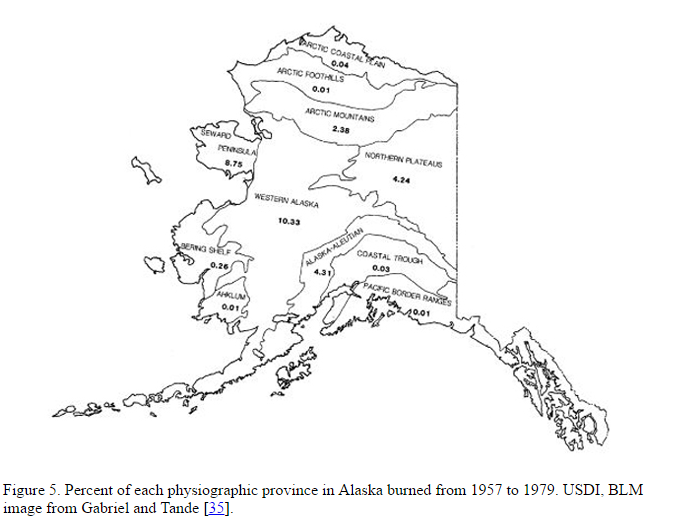 ARCTIC COASTAL PLAIN
0.04
ARCTIC FOOTHILLS
0.01
ARCTIC MOUNTAINS
2.38
SEWARD
PENINSULA
8.75
NORTHERN PLATEAUS
4.24
WESTERN ALASKA
10.33
ALASKA-ALEUTIAN
4.31
COASTAL TROUGH
0.03
BERING SHELF
0.26
PACIFIC BORDER RANGES
0.01
AHKLUM
0.01
Figure 5. Percent of each physiographic province in Alaska burned from 1957 to 1979. USDI, BLM
image from Gabriel and Tande [35].